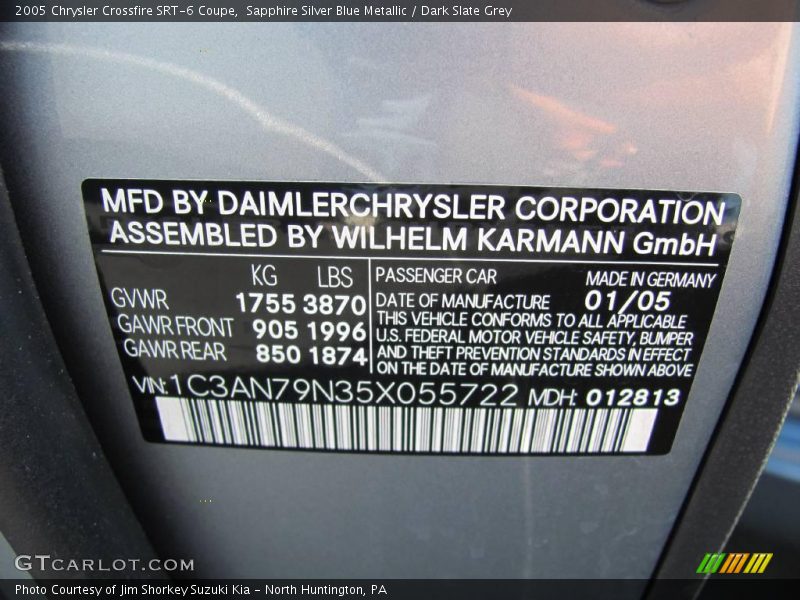 2005 Chrysler Crossfire SRT-6 Coupe,  Sapphire Silver Blue Metallic / Dark Slate Grey
MFD BY DAIMLERCHRYSLER CORPORATION
ASSEMBLED BY WILHELM KARMANN GmbH
KG LBS
GVWR 1755 3870
GAWR FRONT 905 1996
GAWR REAR 850 1874
PASSENGER CAR MADE IN GERMANY
DATE OF MANUFACTURE 01/05
THIS VEHICLE CONFORMS TO ALL APPLICABLE
U.S. FEDERAL MOTOR VEHICLE SAFETY, BUMPER
AND THEFT PREVENTION STANDARDS IN EFFECT
ON THE DATE OF MANUFACTURE SHOWN ABOVE
VIN: 1C3AN79N35X055722 MDH: 012813
GTCARLOT.COM
Photo Courtesy of Jim Shorkey Suzuki Kia - North Huntington, PA